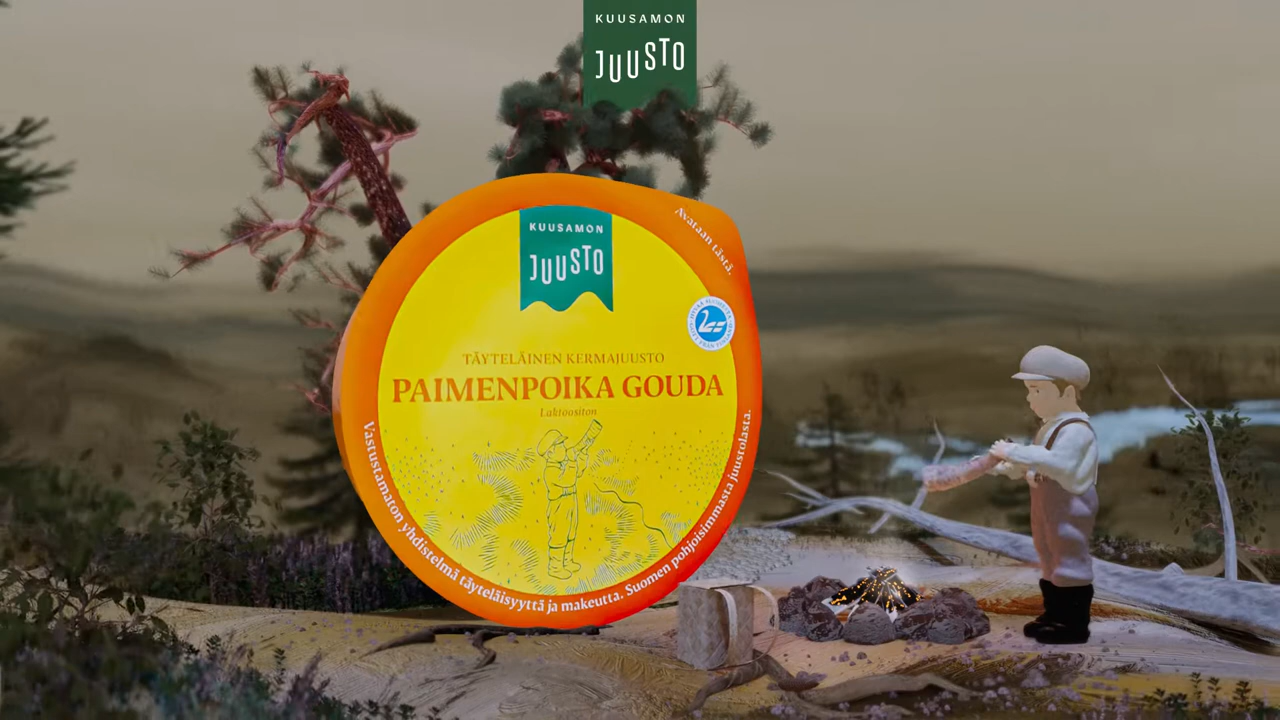 KUUSAMON
JUUSTO
Avataan tästä.
KUUSAMON
JUUSTO
TÄYTELÄINEN KERMAJUUSTO
PAIMENPOIKA GOUDA
Laktoositon
Vastustamaton yhdistelmä täyteläisyyttä ja makeutta. Suomen pohjoisimmasta juustolasta.